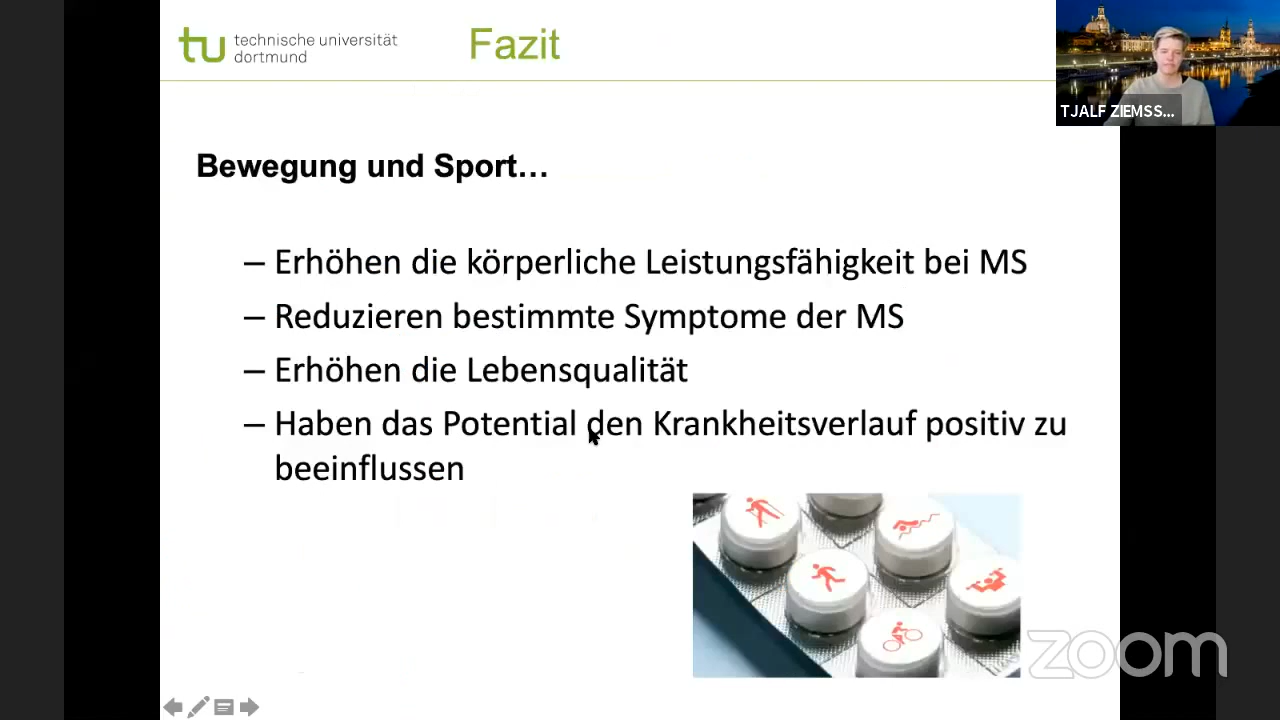 technische universität
dortmund
Fazit
TJALF ZIEMSS...
Bewegung und Sport...
– Erhöhen die körperliche Leistungsfähigkeit bei MS
– Reduzieren bestimmte Symptome der MS
– Erhöhen die Lebensqualität
– Haben das Potential den Krankheitsverlauf positiv zu
beeinflussen
zoom